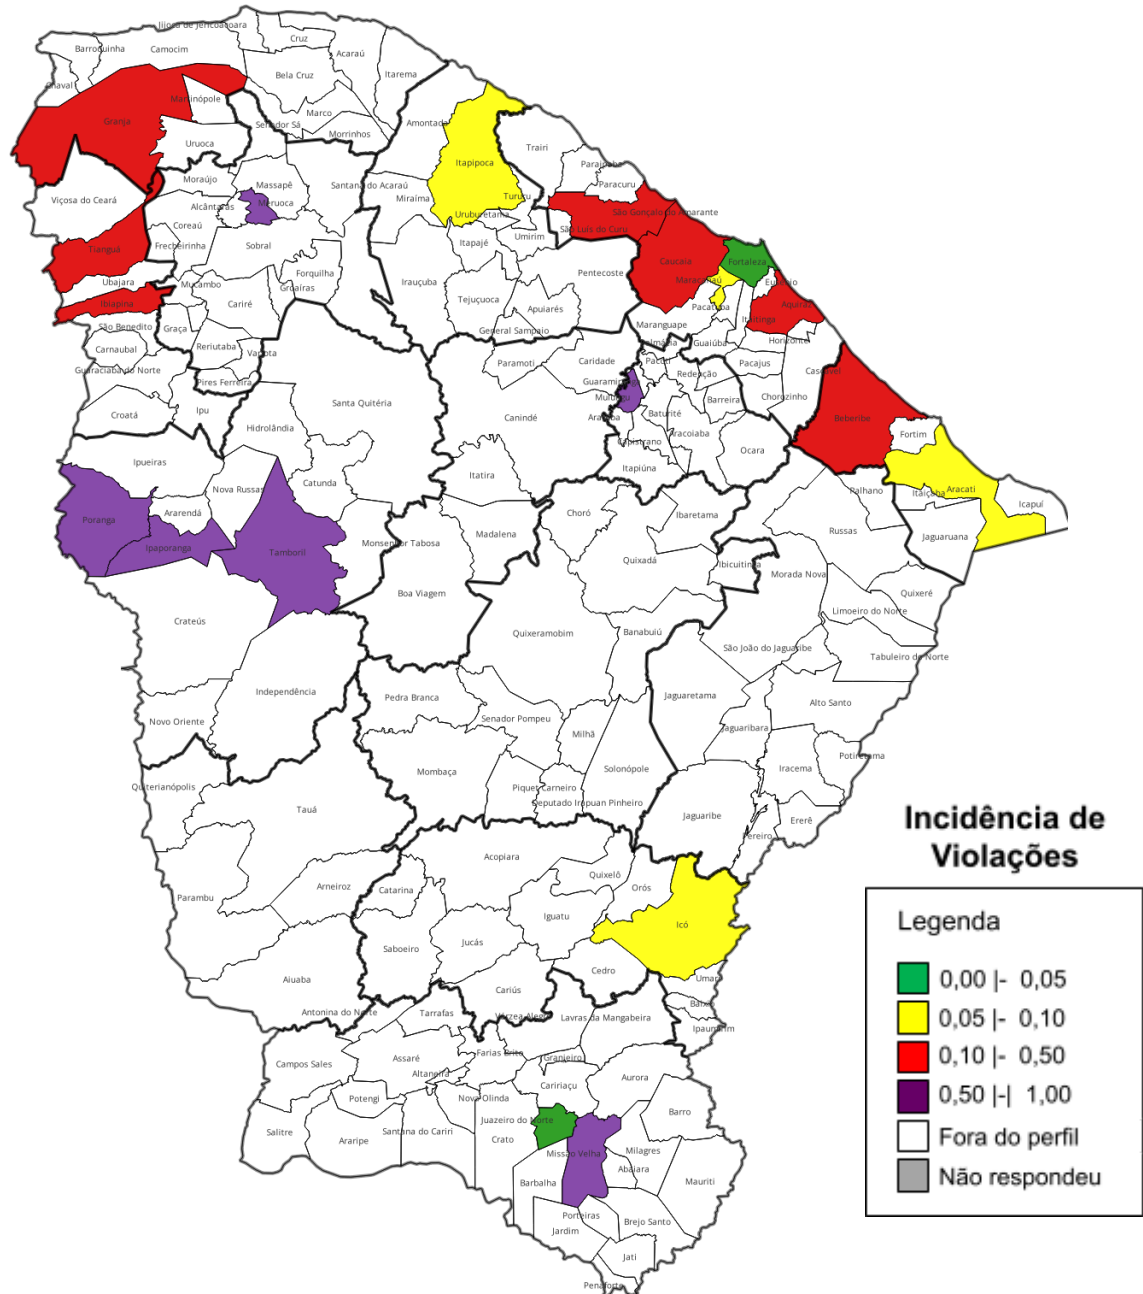 Jijoca de Jericoacoara
Cruz
Barroquinha
Camocim
Acaraú
Chaval
Bela Cruz
Itarema
Martinópole
Granja
Marco
Amontada
Senador Sá
Morrinhos
Uruoca
Trairi
Itapipoca
Paraipaba
Moraújo
Massapê
Santana do Acaraú
Paracuru
Viçosa do Ceará
Alcântaras
Meruoca
Miraíma
Tururu
São Gonçalo do Amarante
Uruburetama
Coreaú
São Luís do Curu
Umirim
Tianguá
Frecheirinha
Sobral
Itapajé
Caucaia
Fortaleza
Ubajara
Mucambo
Forquilha
Irauçuba
Pentecoste
Maracanaú
Eusébio
Groaíras
Tejuçuoca
Ibiapina
Cariré
Apuiarés
Pacatuba
Aquiraz
Itaitinga
São Benedito
Graça
General Sampaio
Maranguape
Palmácia
Guaiúba
Horizonte
Carnaubal
Reriutaba
Varjota
Paramoti
Caridade
Pacoti
Pacajus
Guaraciaba do Norte
Pires Ferreira
Guaramiranga
Redenção
Cascavel
Mulungu
Chorozinho
Croatá
Ipu
Santa Quitéria
Canindé
Aratuba
Baturité
Barreira
Beberibe
Hidrolândia
Capistrano
Aracoiaba
Fortim
Ocara
Ipueiras
Itatira
Itapiúna
Nova Russas
Catunda
Palhano
Itaiçaba
Aracati
Icapuí
Poranga
Ararendá
Choró
Ibaretama
Russas
Ipaporanga
Tamboril
Monsenhor Tabosa
Madalena
Jaguaruana
Quixadá
Ibicuitinga
Morada Nova
Boa Viagem
Quixeré
Limoeiro do Norte
Crateús
Quixeramobim
Banabuiú
São João do Jaguaribe
Tabuleiro do Norte
Independência
Pedra Branca
Jaguaretama
Alto Santo
Novo Oriente
Senador Pompeu
Milhã
Jaguaribara
Potiretama
Mombaça
Solonópole
Iracema
Quiterianópolis
Piquet Carneiro
Deputado Irapuan Pinheiro
Tauá
Jaguaribe
Ererê
Pereiro
Acopiara
Quixelô
Orós
Catarina
Arneiroz
Parambu
Iguatu
Icó
Saboeiro
Jucás
Cedro
Umari
Aiuaba
Cariús
Baixio
Antonina do Norte
Tarrafas
Várzea Alegre
Lavras da Mangabeira
Ipaumirim
Farias Brito
Granjeiro
Campos Sales
Assaré
Altaneira
Aurora
Caririaçu
Potengi
Nova Olinda
Barro
Juazeiro do Norte
Salitre
Araripe
Santana do Cariri
Crato
Missão Velha
Milagres
Abaiara
Barbalha
Mauriti
Porteiras
Brejo Santo
Jardim
Jati
Penaforte
Incidência de
Violações
Legenda
0,00 |- 0,05
0,05 |- 0,10
0,10 |- 0,50
0,50 |-| 1,00
Fora do perfil
Não respondeu